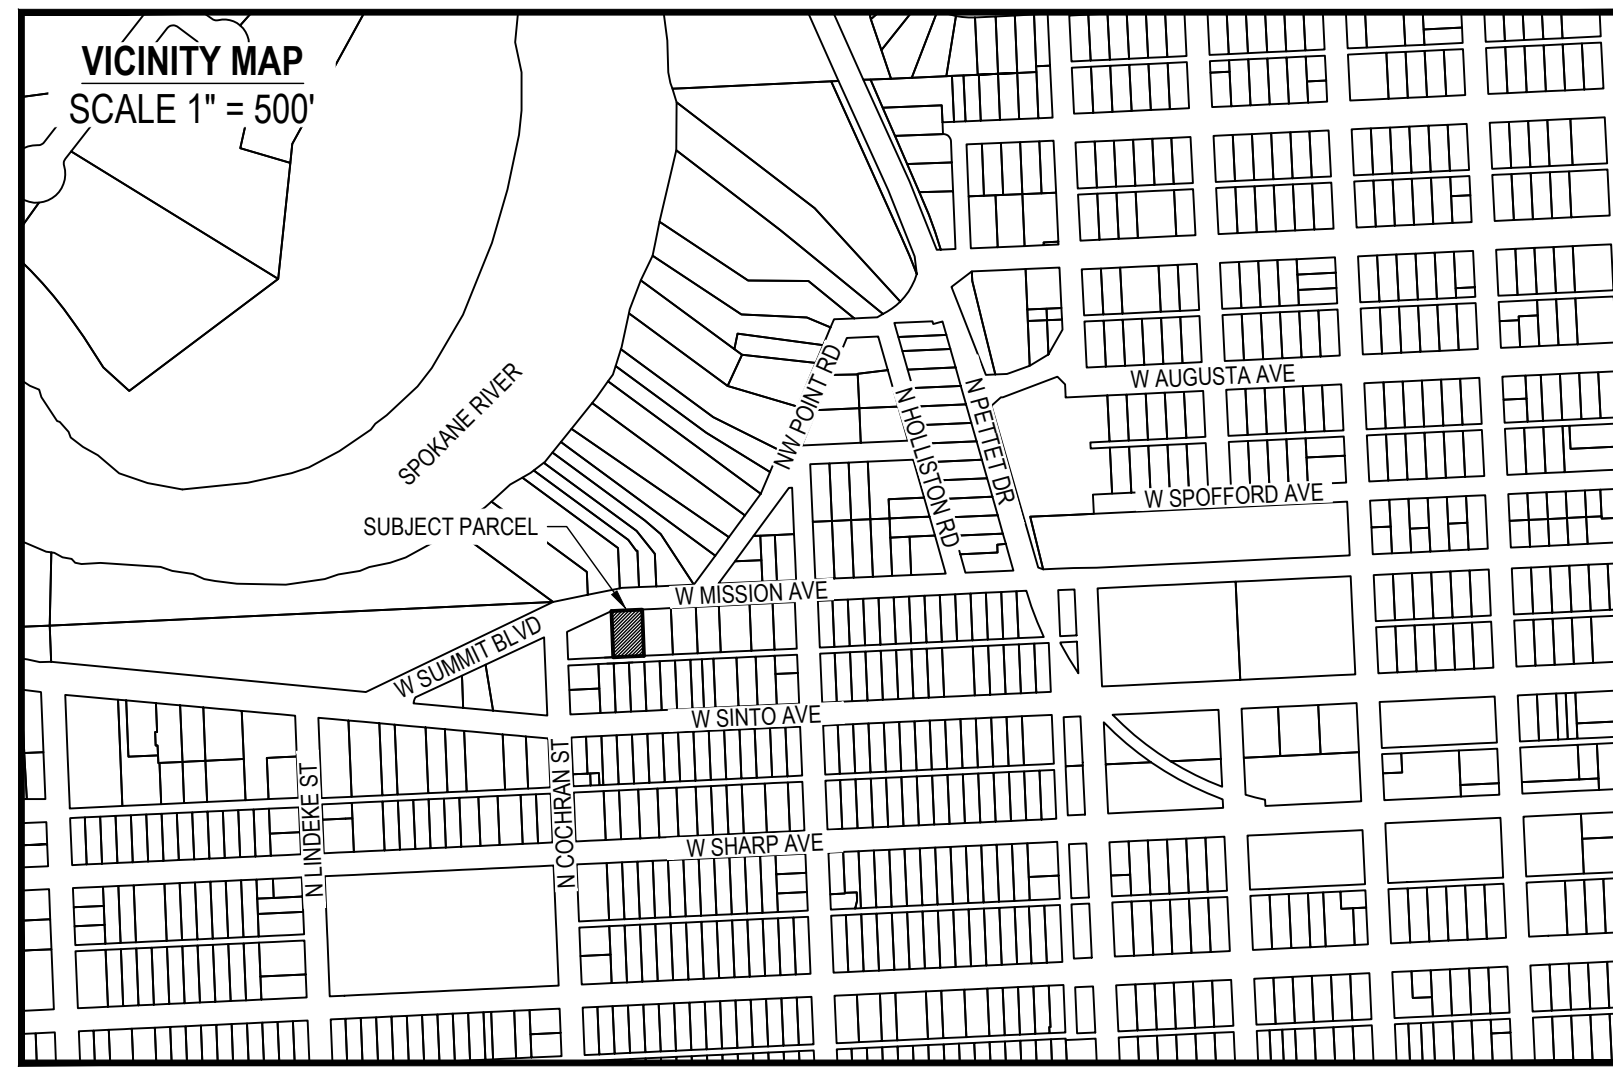 VICINITY MAP
SCALE 1" = 500'
SPOKANE RIVER
NW POINT RD
N HOLLISTON RD
N PETTET DR
W AUGUSTA AVE
W SPOFFORD AVE
SUBJECT PARCEL
W MISSION AVE
W SUMMIT BLVD
W SINTO AVE
N LINDEKE ST
N COCHRAN ST
W SHARP AVE